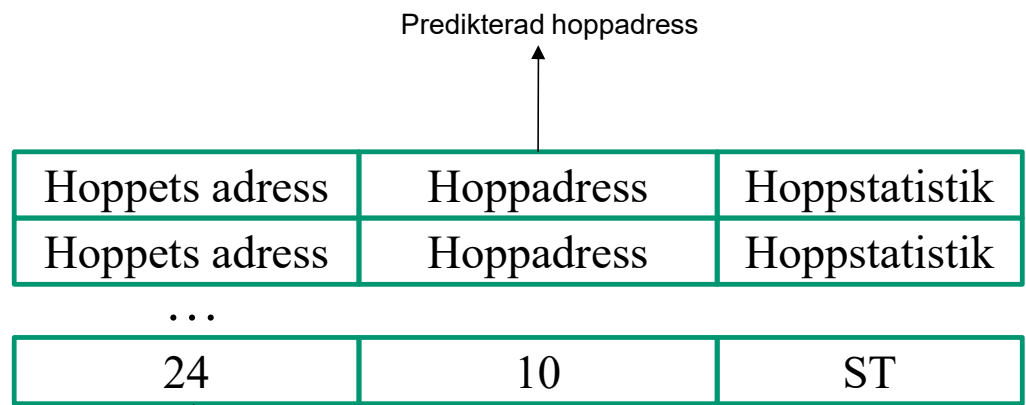 Predikterad hoppadress
Hoppets adress Hoppadress Hoppstatistik
Hoppets adress Hoppadress Hoppstatistik
...
24 10 ST